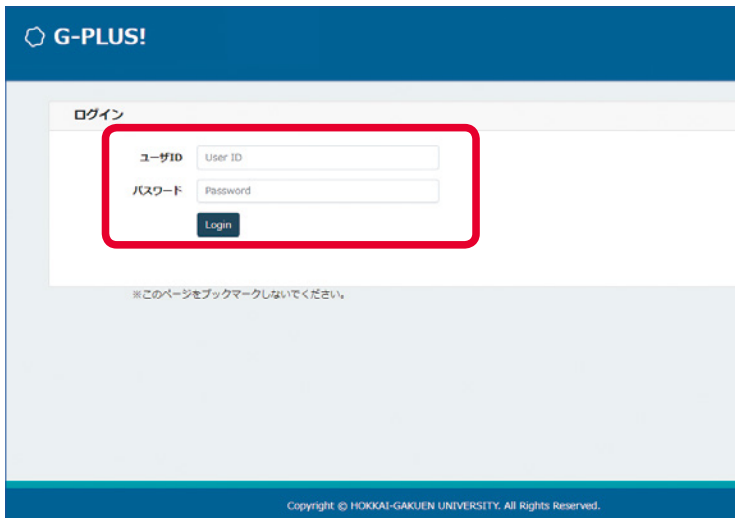 G-PLUS!
ログイン
ユーザID User ID
パスワード Password
Login
※このページをブックマークしないでください。
Copyright © HOKKAI-GAKUEN UNIVERSITY. All Rights Reserved.